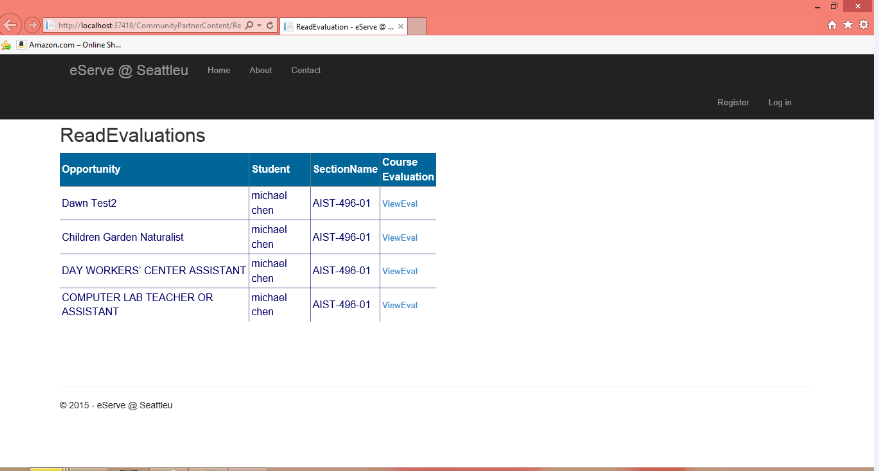 http://localhost:37418/CommunityPartnerContent/Re
ReadEvaluation - eServe @ ...
Amazon.com – Online Sh...
eServe @ Seattleu Home About Contact
Register Log in
ReadEvaluations
Opportunity Student SectionName Course Evaluation
Dawn Test2 michael chen AIST-496-01 ViewEval
Children Garden Naturalist michael chen AIST-496-01 ViewEval
DAY WORKERS' CENTER ASSISTANT michael chen AIST-496-01 ViewEval
COMPUTER LAB TEACHER OR ASSISTANT michael chen AIST-496-01 ViewEval
© 2015 - eServe @ Seattleu